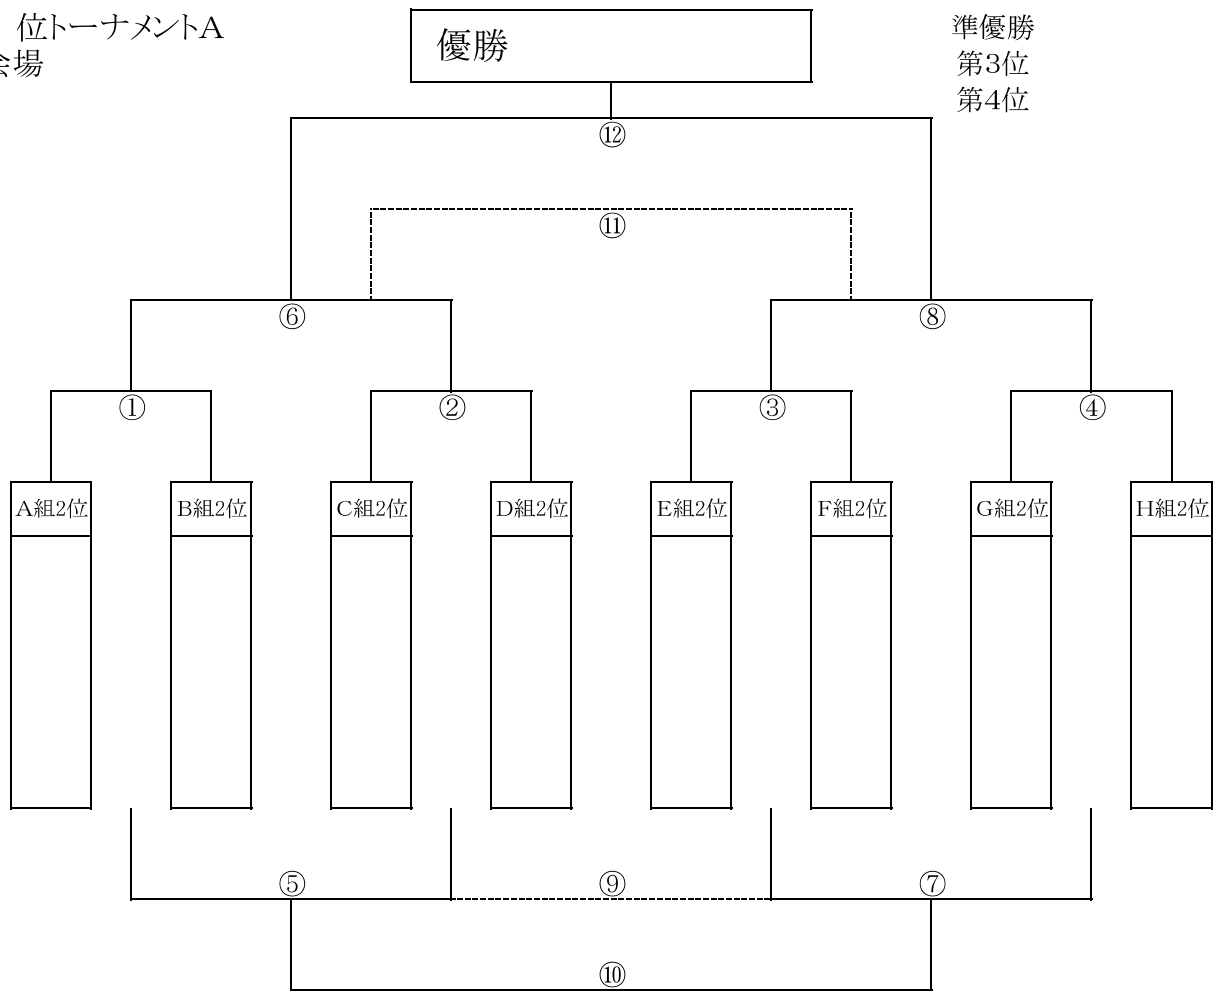 位トーナメントA
会場
優勝
準優勝
第3位
第4位
⑫
⑪
⑥
⑧
①
②
③
④
A組2位
B組2位
C組2位
D組2位
E組2位
F組2位
G組2位
H組2位
⑤
⑨
⑦
⑩